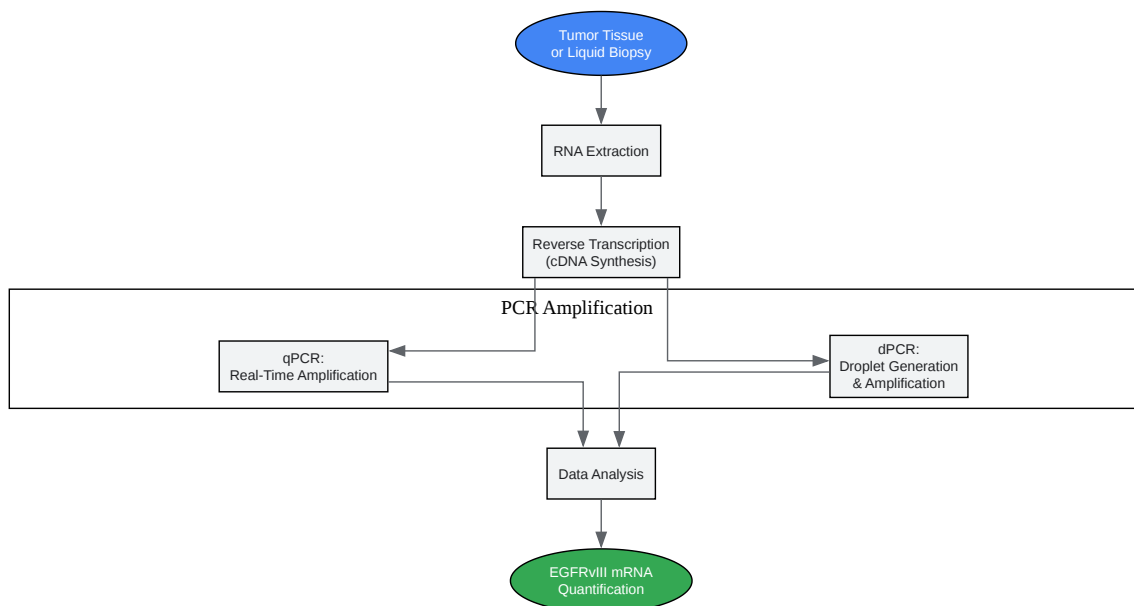 Tumor Tissue
or Liquid Biopsy
RNA Extraction
Reverse Transcription
(cDNA Synthesis)
PCR Amplification
qPCR:
Real-Time Amplification
dPCR:
Droplet Generation
& Amplification
Data Analysis
EGFRvIII mRNA
Quantification